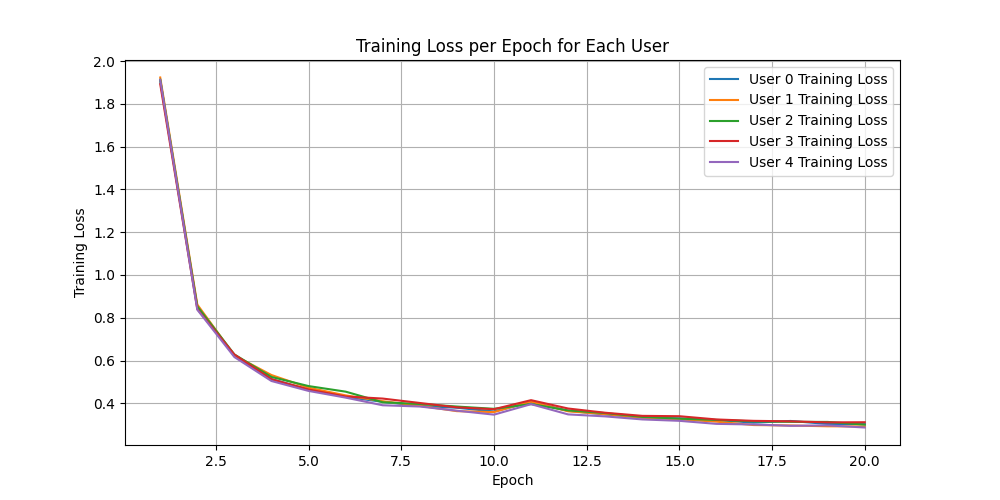 Training Loss per Epoch for Each User
Training Loss
2.0
1.8
1.6
1.4
1.2
1.0
0.8
0.6
0.4
User 0 Training Loss
User 1 Training Loss
User 2 Training Loss
User 3 Training Loss
User 4 Training Loss
2.5 5.0 7.5 10.0 12.5 15.0 17.5 20.0
Epoch